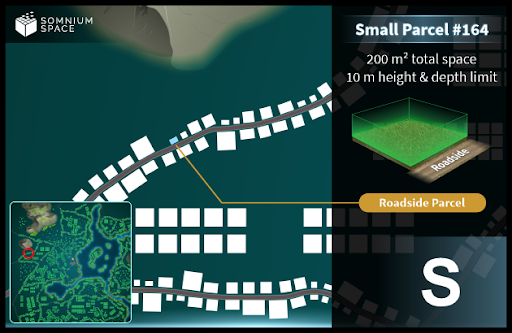 SOMNIUM
SPACE
Small Parcel #164
200 m² total space
10 m height & depth limit
Roadside
Roadside Parcel
S